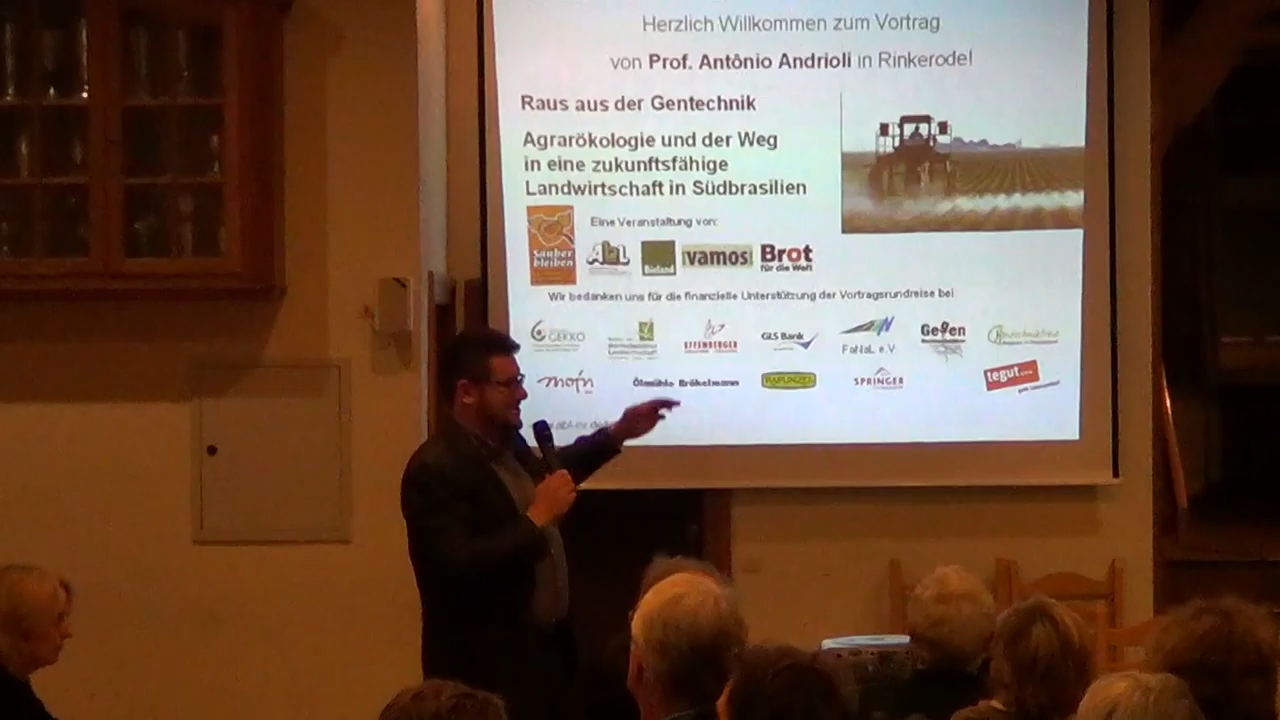 Herzlich Willkommen zum Vortrag
von Prof. Antônio Andrioli in Rinkerode!
Raus aus der Gentechnik
Agrarökologie und der Weg
in eine zukunftsfähige
Landwirtschaft in Südbrasilien
Eine Veranstaltung von:
Sauber
bleiben
AbL
Bioland
vamos
Brot
für die Welt
Wir bedanken uns für die finanzielle Unterstützung der Vortragsrundreise bei
GEKKO
EFFENBERGER
GLS Bank
FaNaL e.V.
Gegen
mofn
Ölmühle Brökelmann
RAPUNZEL
SPRINGER
tegut...